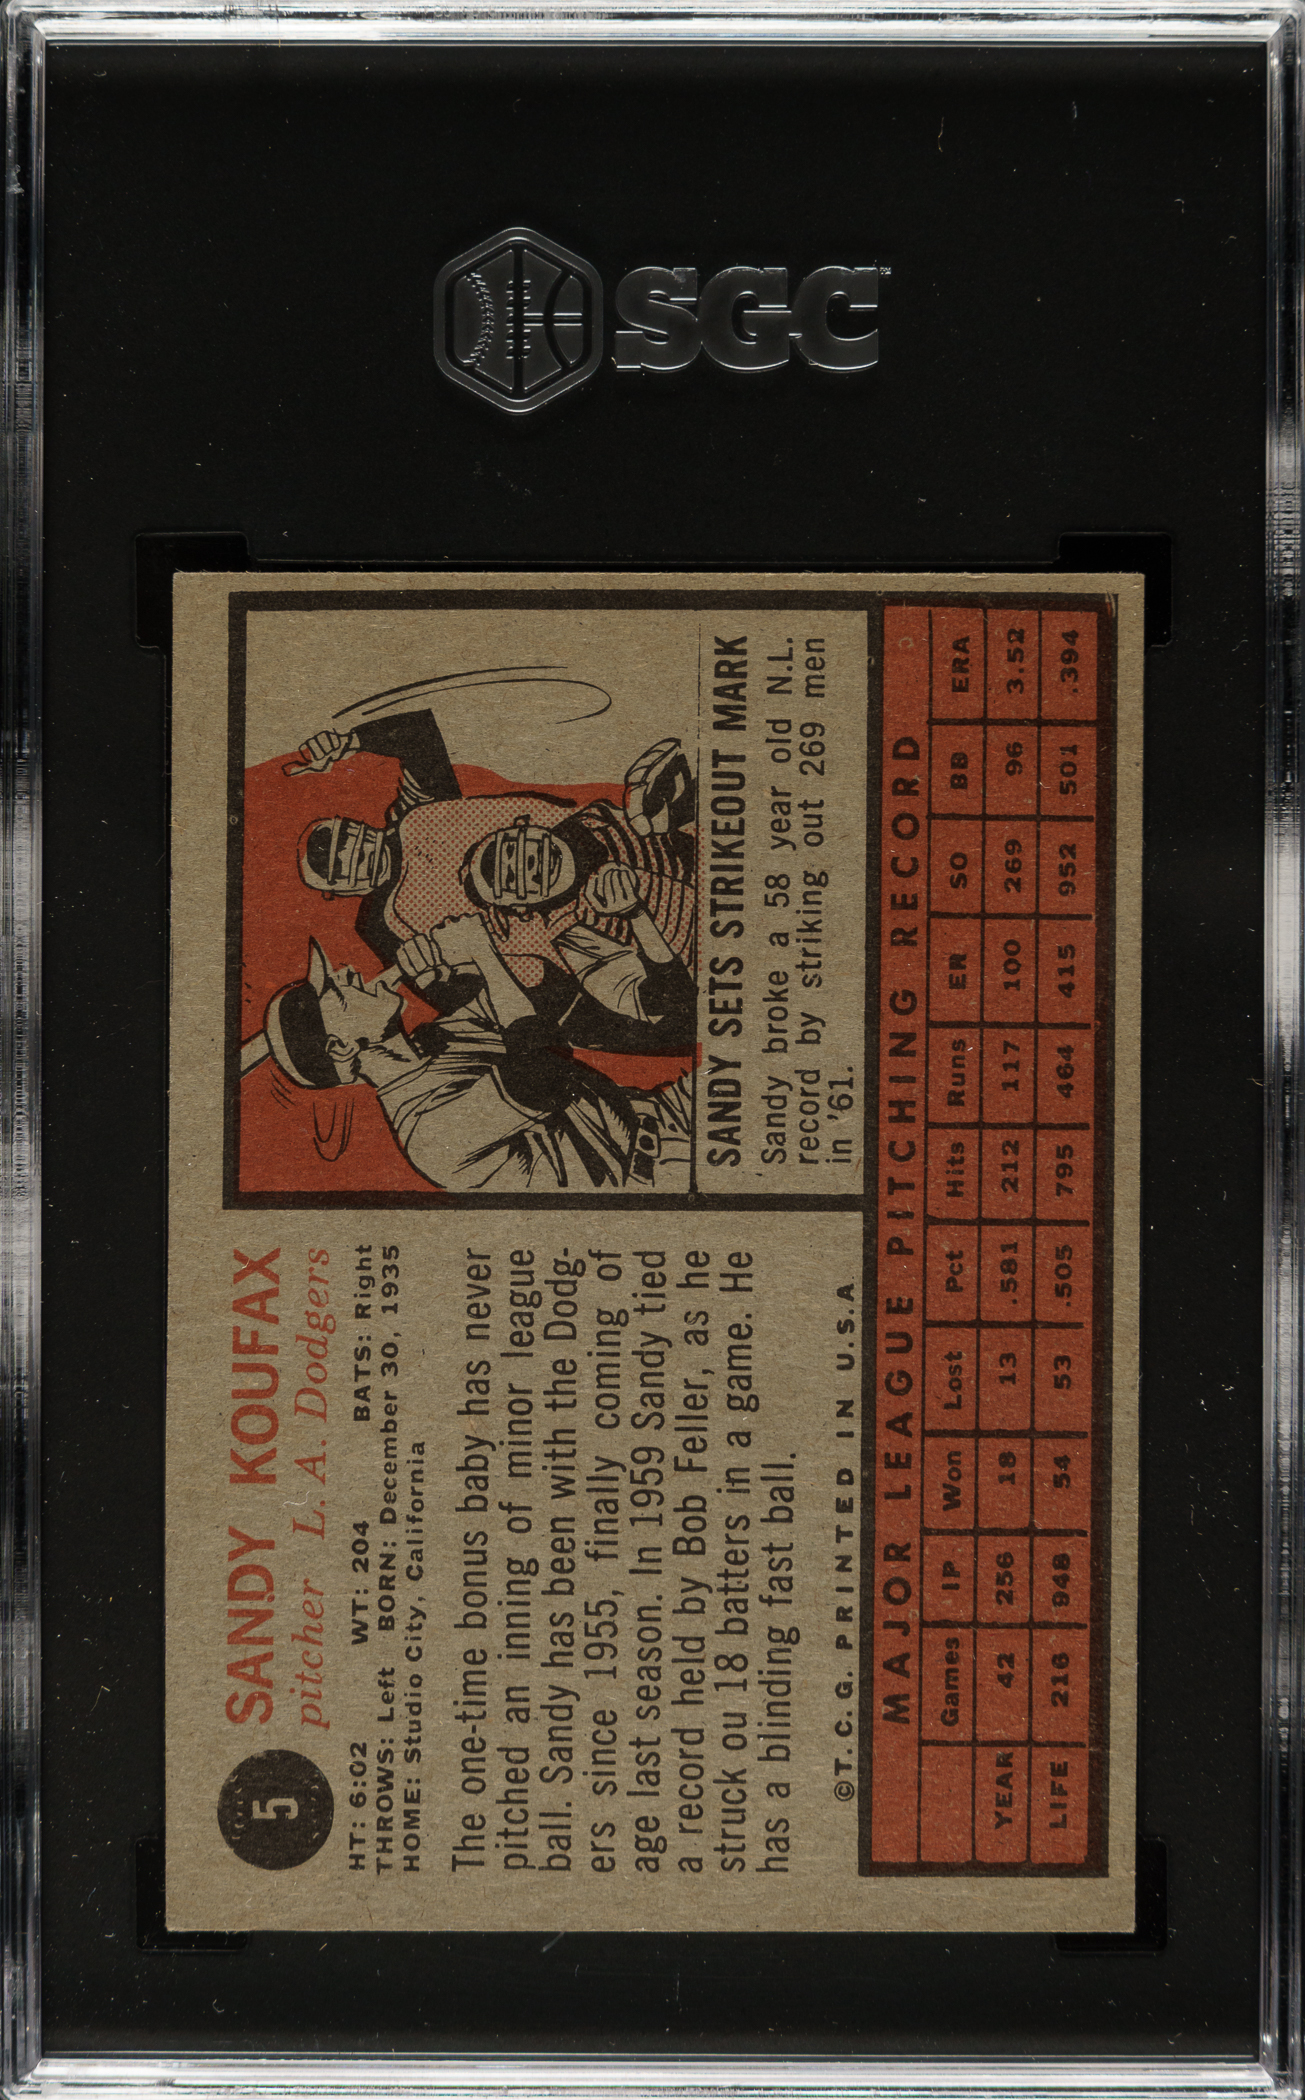 SGC
5
SANDY KOUFAX
pitcher L. A. Dodgers
HT: 6:02 WT: 204 BATS: Right
THROWS: Left BORN: December 30, 1935
HOME: Studio City, California
The one-time bonus baby has never
pitched an inning of minor league
ball. Sandy has been with the Dodg-
ers since 1955, finally coming of
age last season. In 1959 Sandy tied
a record held by Bob Feller, as he
struck ou 18 batters in a game. He
has a blinding fast ball.
©T. C. G. PRINTED IN U.S.A
SANDY SETS STRIKEOUT MARK
Sandy broke a 58 year old N.L.
record by striking out 269 men
in '61.
MAJOR LEAGUE PITCHING RECORD
Games IP Won Lost Pct Hits Runs ER SO BB ERA
YEAR 42 256 18 13 .581 212 117 100 269 96 3.52
LIFE 216 948 54 53 .505 795 464 415 952 501 .394